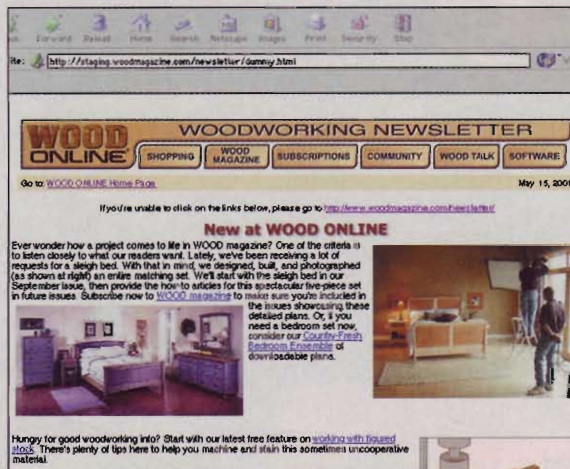 Forward Reload Home Search Netscape Images Print Security Stop
http://staging.woodmagazine.com/newsletter/dummy.html
WOOD ONLINE
WOODWORKING NEWSLETTER
SHOPPING
WOOD MAGAZINE
SUBSCRIPTIONS
COMMUNITY
WOOD TALK
SOFTWARE
Go to: WOOD ONLINE Home Page
May 15, 2001
If you're unable to click on the links below, please go to http://www.woodmagazine.com/newsletter/
New at WOOD ONLINE
Ever wonder how a project comes to life in WOOD magazine? One of the criteria is
to listen closely to what our readers want. Lately, we've been receiving a lot of
requests for a sleigh bed. With that in mind, we designed, built, and photographed
(as shown at right) an entire matching set. We'll start with the sleigh bed in our
September issue, then provide the how-to articles for this spectacular five-piece set
in future issues. Subscribe now to WOOD magazine to make sure you're included in
the issues showcasing these
detailed plans. Or, if you
need a bedroom set now,
consider our Country-Fresh
Bedroom Ensemble of
downloadable plans.
Hungry for good woodworking info? Start with our latest free feature on working with figured
stock. There's plenty of tips here to help you machine and stain this sometimes uncooperative
material.